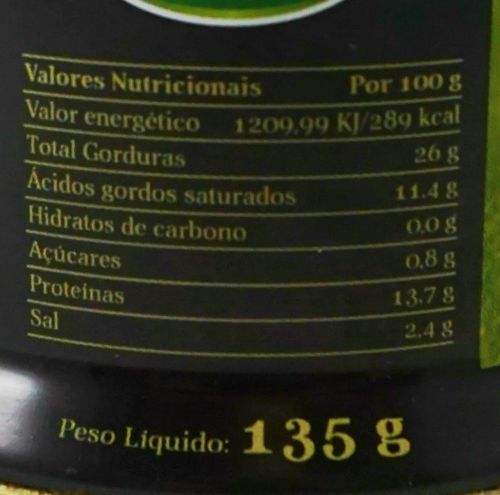 Valores Nutricionais Por 100 g
Valor energético 1209,99 KJ/289 kcal
Total Gorduras 26 g
Ácidos gordos saturados 11.4 g
Hidratos de carbono 0,0 g
Açúcares 0,8 g
Proteínas 13,7 g
Sal 2,4 g
Peso Líquido: 135 g